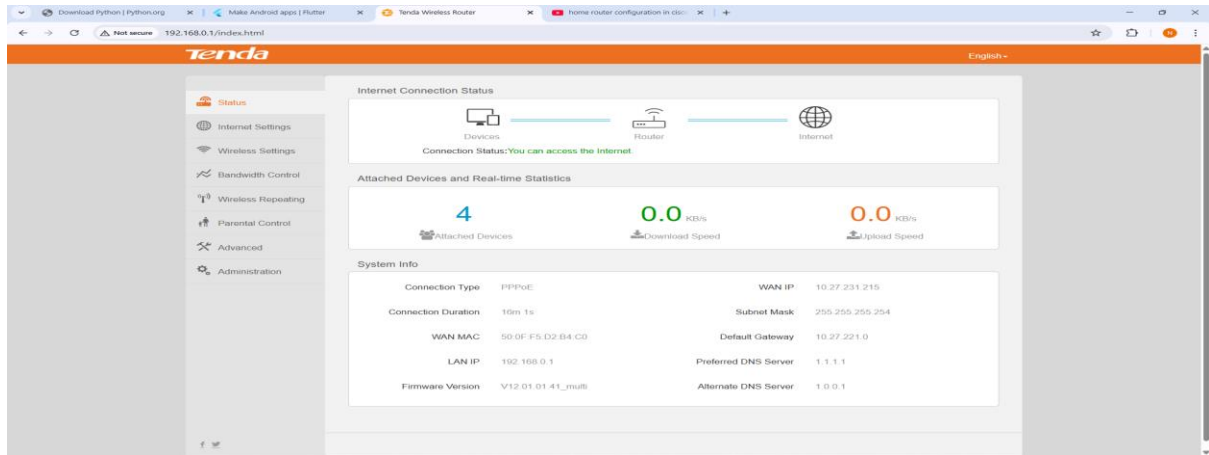 Download Python | Python.org
Make Android apps | Flutter
Tenda Wireless Router
home router configuration in cisc
Not secure 192.168.0.1/index.html
N
Tenda
English
Status
Internet Settings
Wireless Settings
Bandwidth Control
Wireless Repeating
Parental Control
Advanced
Administration
Internet Connection Status
Devices Router Internet
Connection Status:You can access the Internet.
Attached Devices and Real-time Statistics
4 0.0 KB/s 0.0 KB/s
Attached Devices Download Speed Upload Speed
System Info
Connection Type PPPoE WAN IP 10.27.231.215
Connection Duration 16m 1s Subnet Mask 255.255.255.254
WAN MAC 50:0F:F5:D2:B4:C0 Default Gateway 10.27.221.0
LAN IP 192.168.0.1 Preferred DNS Server 1.1.1.1
Firmware Version V12.01.01.41_multi Alternate DNS Server 1.0.0.1